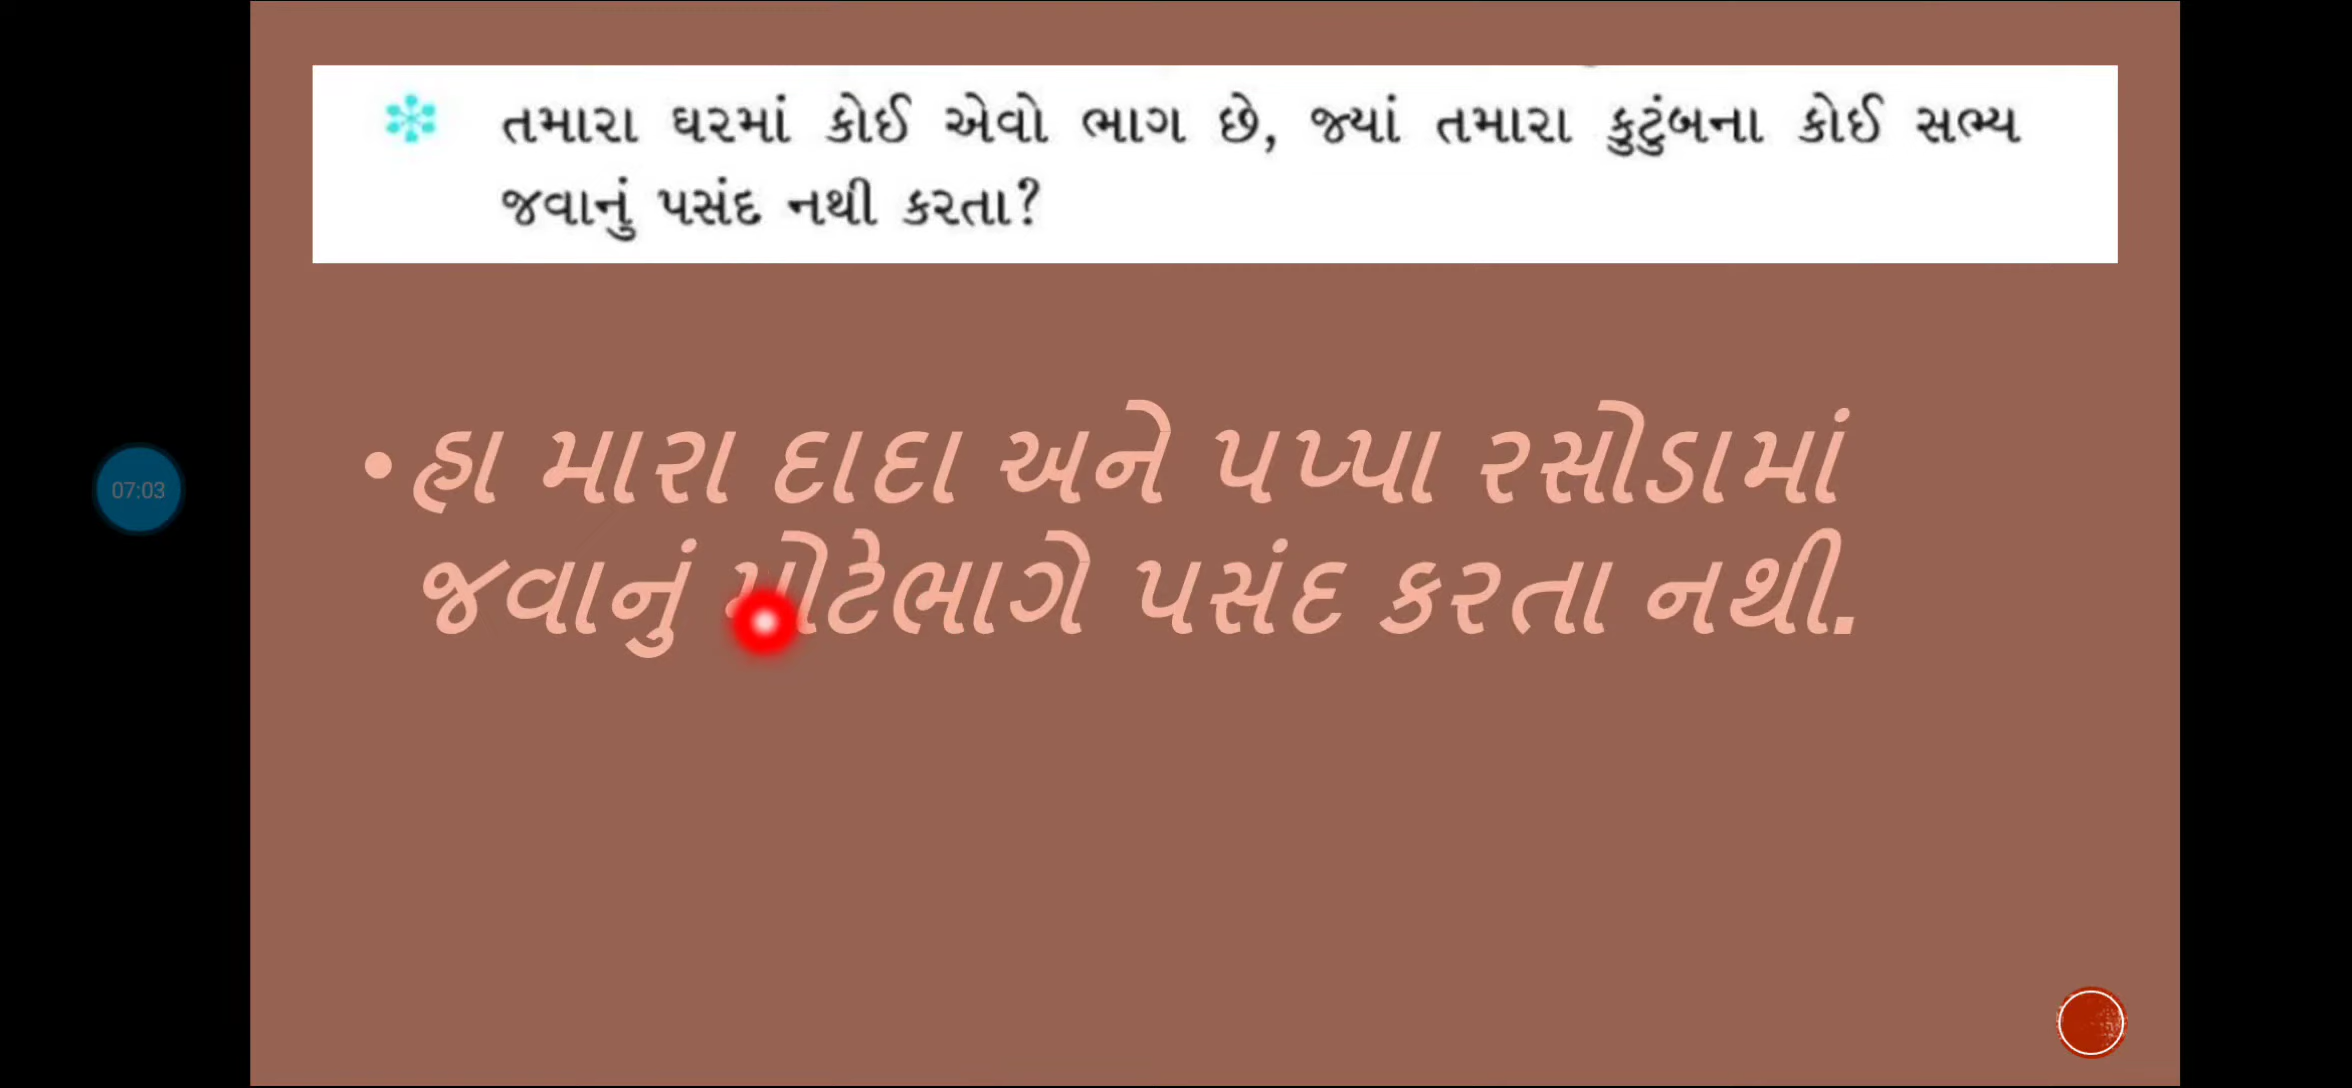 તમારા ઘરમાં કોઈ એવો ભાગ છે, જ્યાં તમારા કુટુંબના કોઈ સભ્ય
જવાનું પસંદ નથી કરતા?
07:03
• હા મારા દાદા અને પપ્પા રસોડામાં
જવાનું મોટેભાગે પસંદ કરતા નથી.